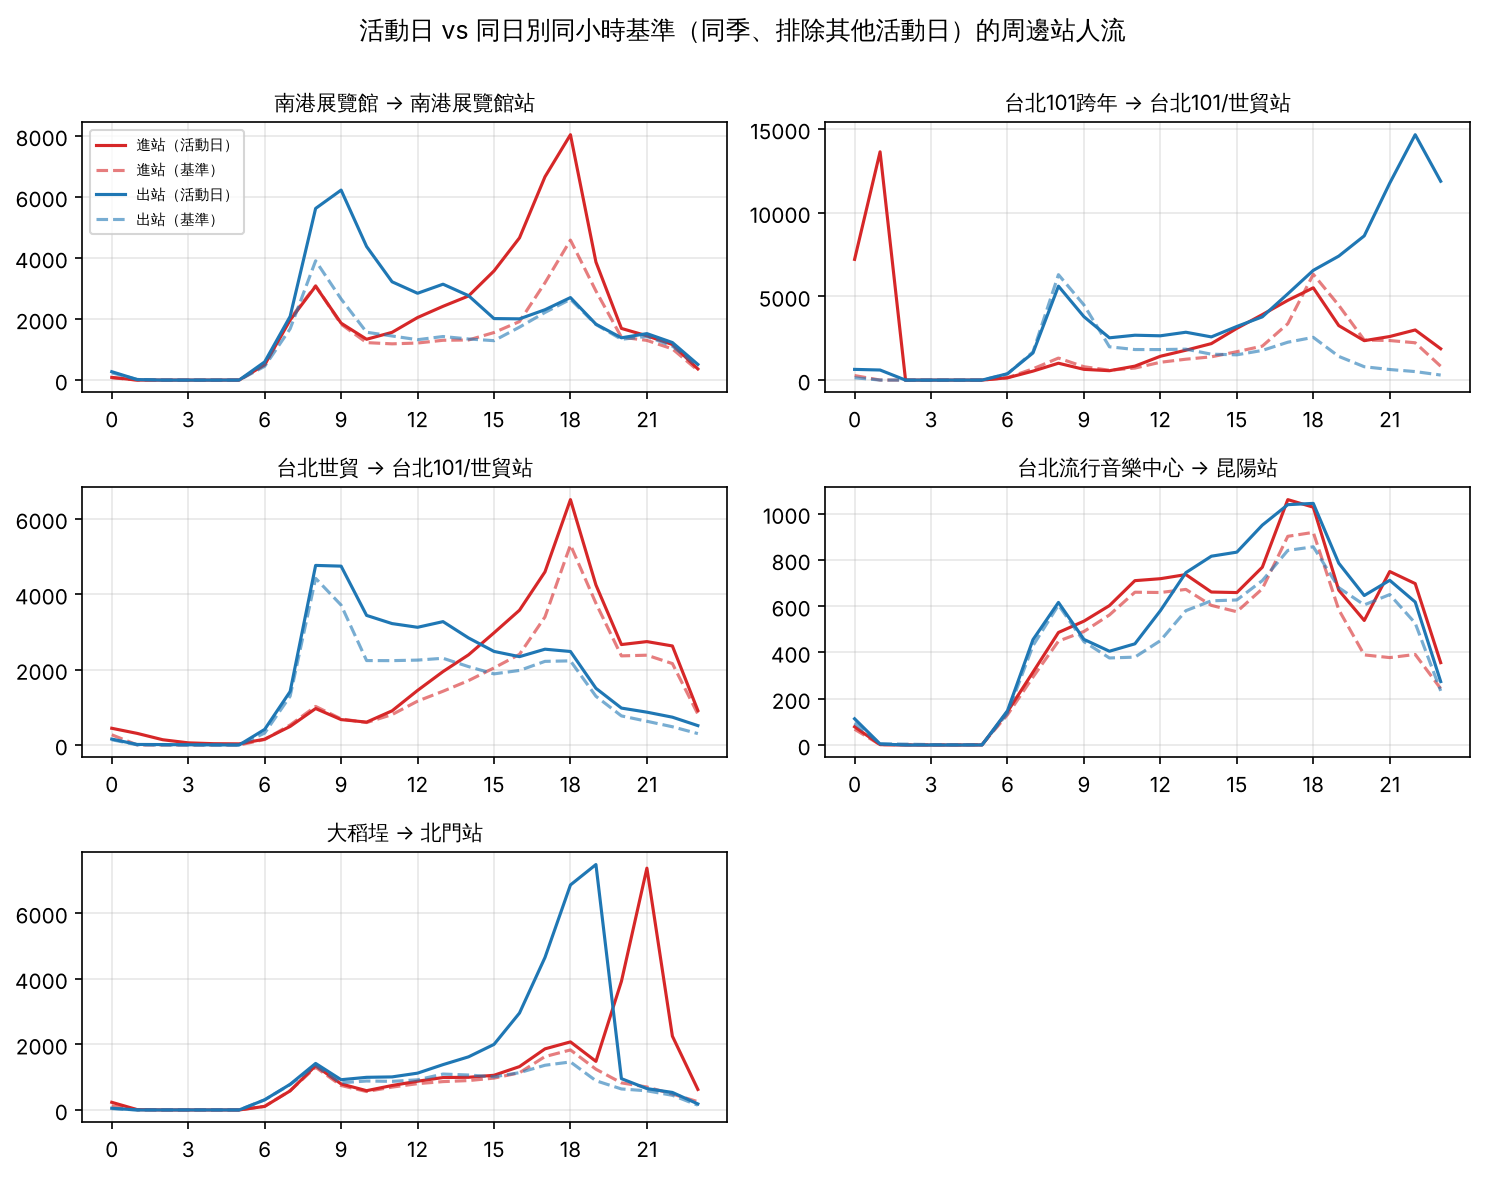 活動日 vs 同日別同小時基準（同季、排除其他活動日）的周邊站人流
南港展覽館 → 南港展覽館站
8000
6000
4000
2000
0
進站（活動日）
進站（基準）
出站（活動日）
出站（基準）
0 3 6 9 12 15 18 21
台北101跨年 → 台北101/世貿站
15000
10000
5000
0
0 3 6 9 12 15 18 21
台北世貿 → 台北101/世貿站
6000
4000
2000
0
0 3 6 9 12 15 18 21
台北流行音樂中心 → 昆陽站
1000
800
600
400
200
0
0 3 6 9 12 15 18 21
大稻埕 → 北門站
6000
4000
2000
0
0 3 6 9 12 15 18 21